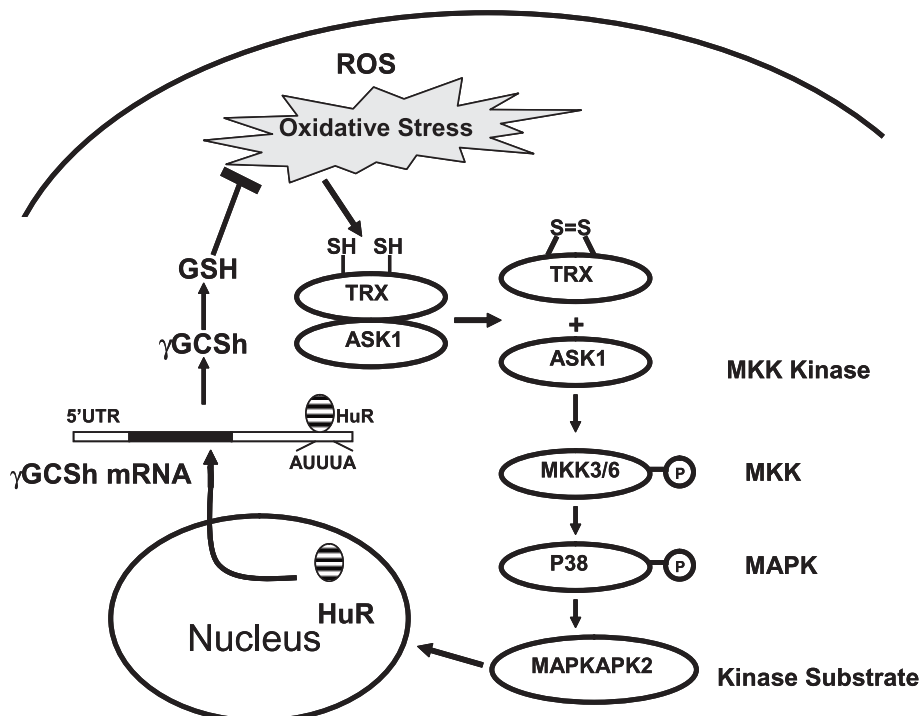 ROS
Oxidative Stress
SH SH
TRX
ASK1
S=S
TRX
+
ASK1
MKK Kinase
MKK3/6
P
MKK
P38
P
MAPK
MAPKAPK2
Kinase Substrate
Nucleus
HuR
γGCSh mRNA
5'UTR
HuR
AUUUA
γGCSh
GSH